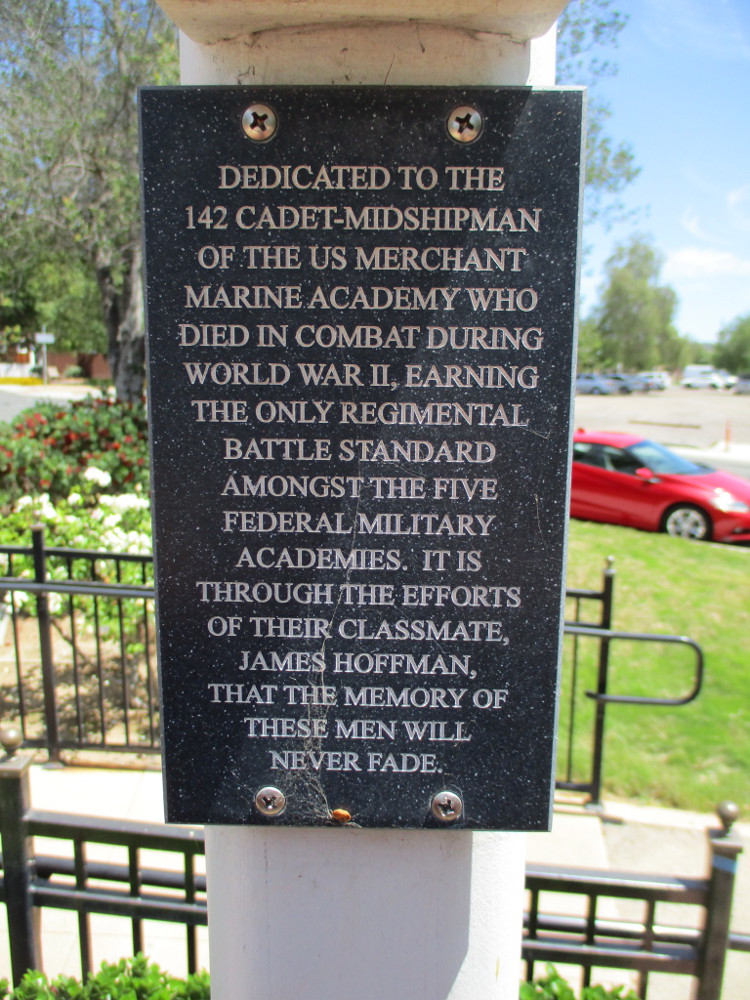 DEDICATED TO THE
142 CADET-MIDSHIPMAN
OF THE US MERCHANT
MARINE ACADEMY WHO
DIED IN COMBAT DURING
WORLD WAR II, EARNING
THE ONLY REGIMENTAL
BATTLE STANDARD
AMONGST THE FIVE
FEDERAL MILITARY
ACADEMIES. IT IS
THROUGH THE EFFORTS
OF THEIR CLASSMATE,
JAMES HOFFMAN,
THAT THE MEMORY OF
THESE MEN WILL
NEVER FADE.